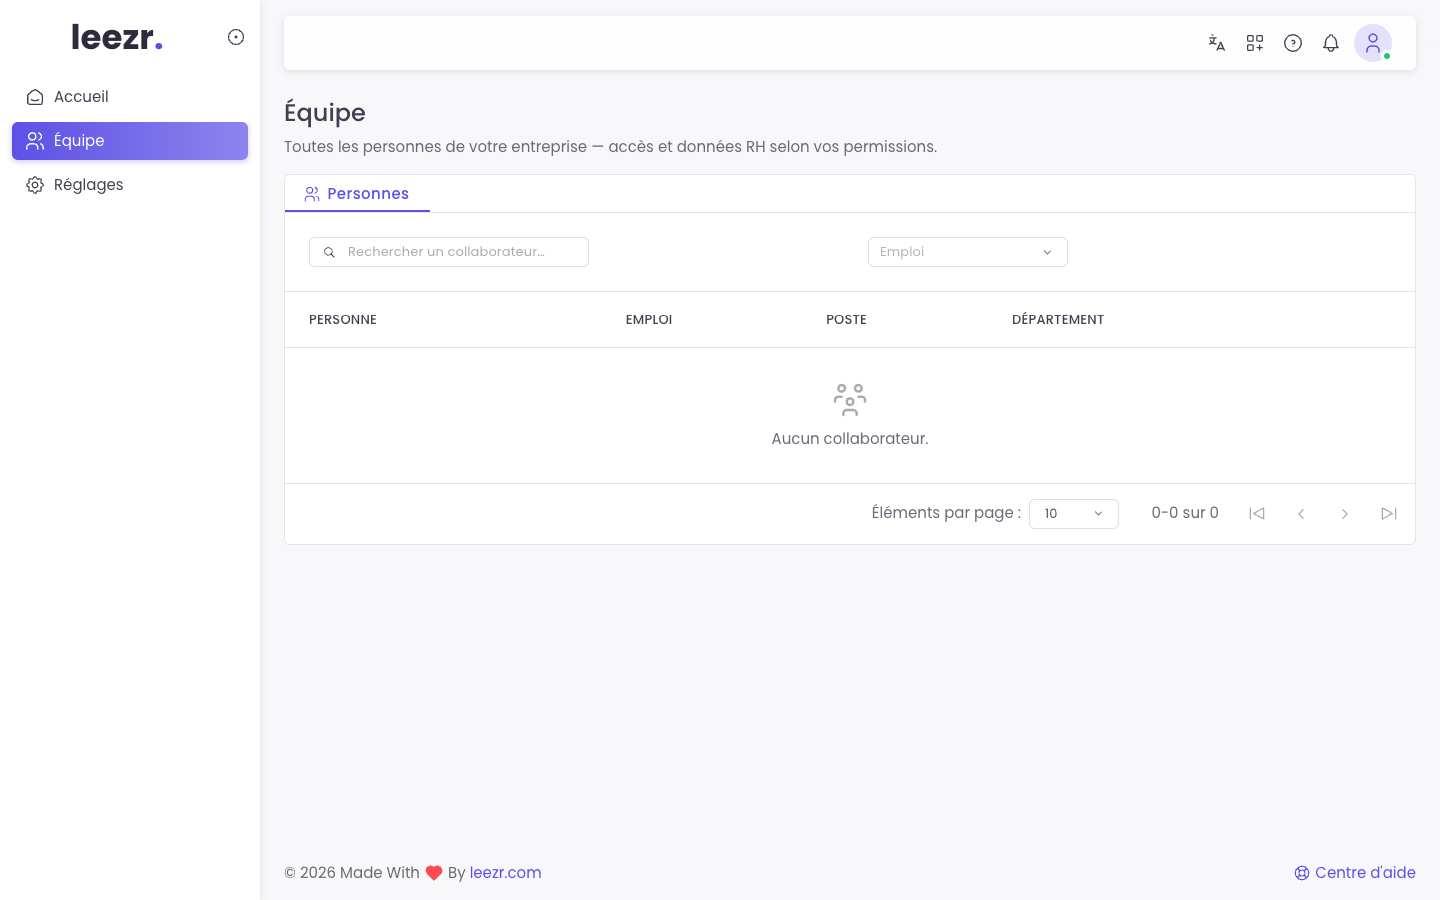 leezr.
Accueil
Équipe
Réglages
Équipe
Toutes les personnes de votre entreprise — accès et données RH selon vos permissions.
Personnes
Rechercher un collaborateur…
Emploi
PERSONNE EMPLOI POSTE DÉPARTEMENT
Aucun collaborateur.
Éléments par page : 10 0-0 sur 0
© 2026 Made With By leezr.com
Centre d'aide